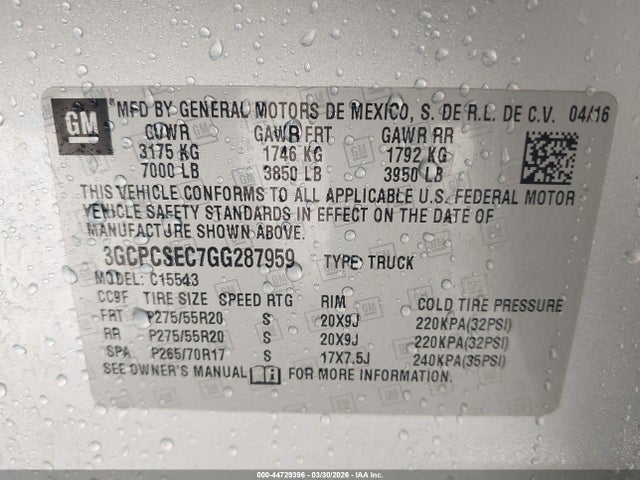 GM
MFD BY GENERAL MOTORS DE MEXICO, S. DE R.L. DE C.V. 04/16
GVWR GAWR FRT GAWR RR
3175 KG 1746 KG 1792 KG
7000 LB 3850 LB 3950 LB
THIS VEHICLE CONFORMS TO ALL APPLICABLE U.S. FEDERAL MOTOR
VEHICLE SAFETY STANDARDS IN EFFECT ON THE DATE OF
MANUFACTURE SHOWN ABOVE.
3GCPCSEC7GG287959 TYPE: TRUCK
MODEL: C15543
CC9F TIRE SIZE SPEED RTG RIM COLD TIRE PRESSURE
FRT P275/55R20 S 20X9J 220KPA(32PSI)
RR P275/55R20 S 20X9J 220KPA(32PSI)
SPA P265/70R17 S 17X7.5J 240KPA(35PSI)
SEE OWNER'S MANUAL FOR MORE INFORMATION.
000-44729396 - 03/30/2026 - IAA Inc.